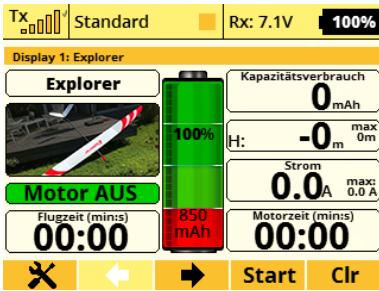 Tx
Standard
Rx: 7.1V
100%
Display 1: Explorer
Explorer
Motor AUS
Flugzeit (min:s)
00:00
100%
850
mAh
Kapazitätsverbrauch
0mAh
H: -0m max 0m
Strom
0.0A max: 0.0 A
Motorzeit (min:s)
00:00
Start
Clr